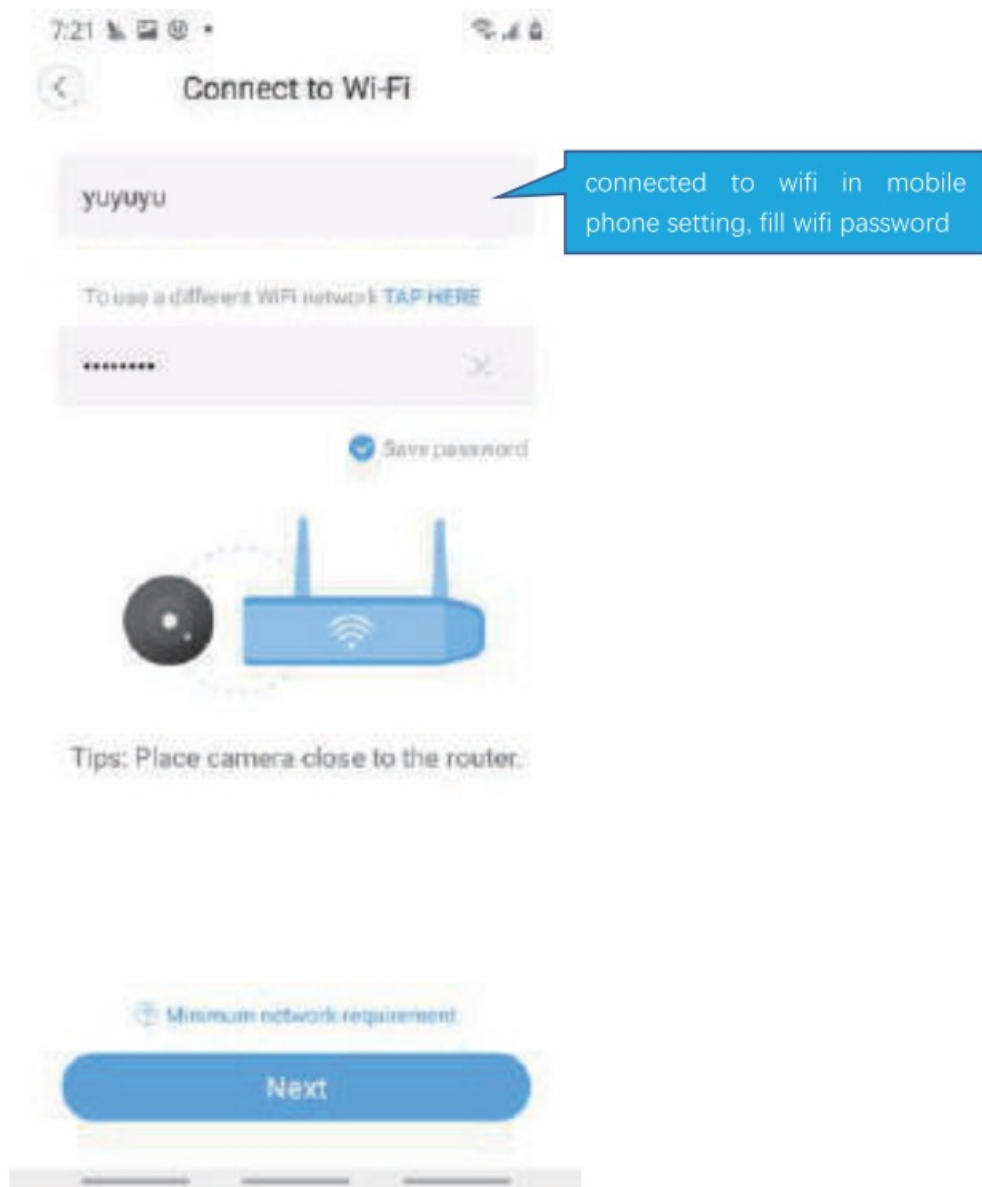 7:21
Connect to Wi-Fi
yuyuyu
connected to wifi in mobile
phone setting, fill wifi password
To use a different WiFi network TAP HERE
••••••••
Save password
Tips: Place camera close to the router.
Minimum network requirement
Next